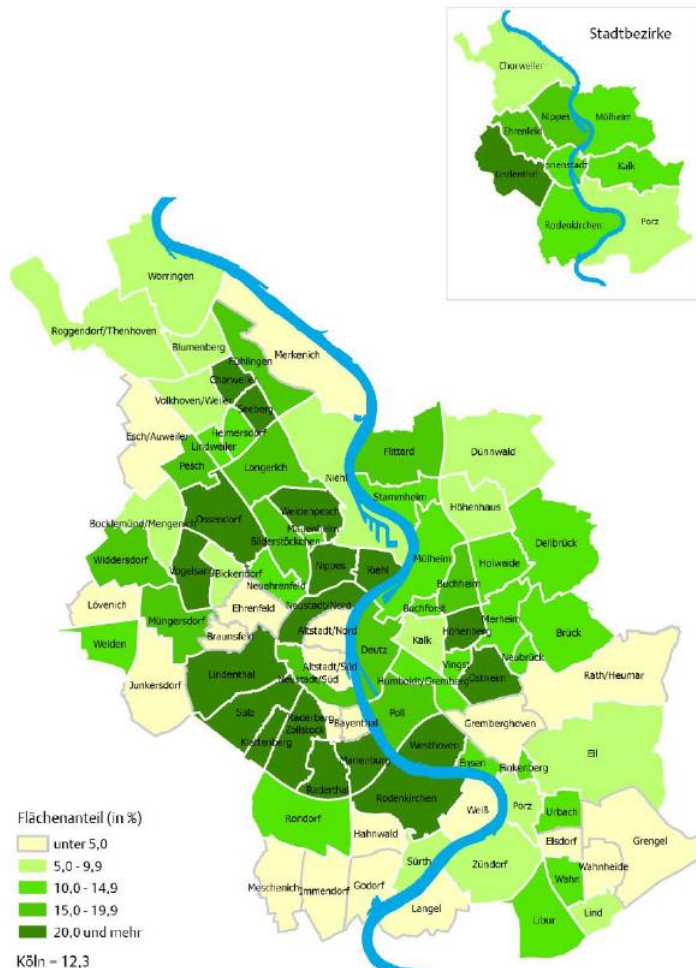 Stadtbezirke
Chorweiler
Nippes
Mülheim
Ehrenfeld
Innenstadt
Lindenthal
Kalk
Rodenkirchen
Porz
Worringen
Roggendorf/Thenhoven
Blumenberg
Merkenich
Fühlingen
Chorweiler
Seeberg
Volkhoven/Weiler
Heimersdorf
Esch/Auweiler
Lindweiler
Pesch
Longerich
Niehl
Flittard
Dünnwald
Stammheim
Höhenhaus
Bocklemünd/Mengenich
Ossendorf
Weidenpesch
Mauenheim
Bilderstöckchen
Dellbrück
Widdersdorf
Vogelsang
Bickendorf
Nippes
Riehl
Mülheim
Holweide
Buchheim
Neuehrenfeld
Lövenich
Ehrenfeld
Neustadt/Nord
Buchforst
Merheim
Müngersdorf
Altstadt/Nord
Höhenberg
Brück
Weiden
Braunsfeld
Kalk
Neubrück
Junkersdorf
Lindenthal
Altstadt/Süd
Deutz
Vingst
Rath/Heumar
Neustadt/Süd
Humboldt/Gremberg
Ostheim
Sülz
Raderberg
Bayenthal
Poll
Gremberghoven
Zollstock
Klettenberg
Marienburg
Westhoven
Eil
Ensen
Finkenberg
Raderthal
Rodenkirchen
Weiß
Porz
Urbach
Rondorf
Hahnwald
Elsdorf
Grengel
Sürth
Zündorf
Wahnheide
Wahn
Meschenich
Immendorf
Godorf
Langel
Libur
Lind
Flächenanteil (in %)
unter 5,0
5,0 - 9,9
10,0 - 14,9
15,0 - 19,9
20,0 und mehr
Köln = 12,3